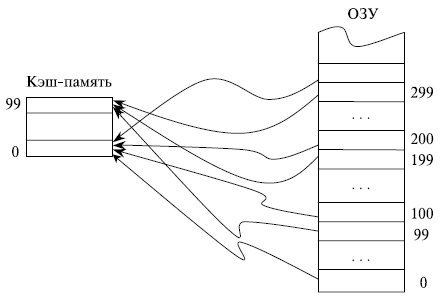 ОЗУ
Кэш-память
99
0
299
. . .
200
199
. . .
100
99
. . .
0